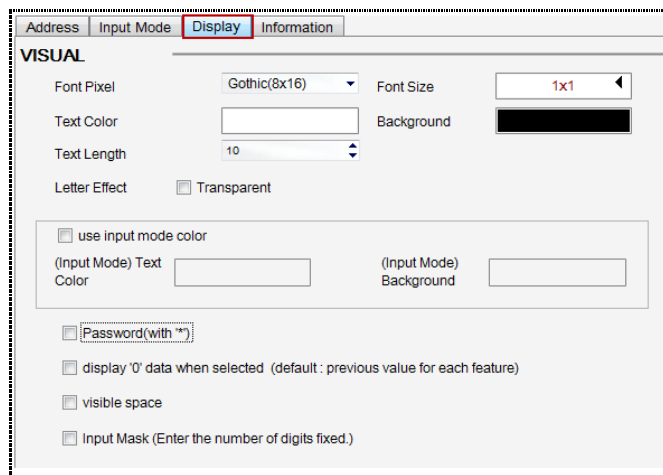 Address Input Mode Display Information
VISUAL
Font Pixel Gothic(8x16) Font Size 1x1
Text Color Background
Text Length 10
Letter Effect Transparent
use input mode color
(Input Mode) Text (Input Mode)
Color Background
Password(with '*')
display '0' data when selected (default : previous value for each feature)
visible space
Input Mask (Enter the number of digits fixed.)